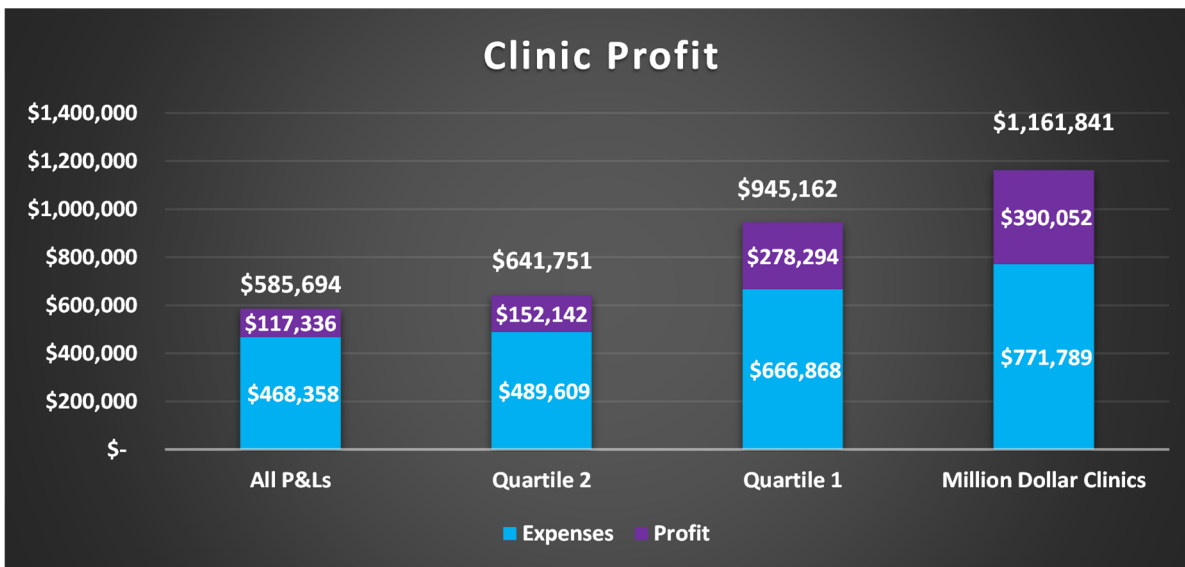 Clinic Profit
$1,400,000
$1,200,000
$1,000,000
$800,000
$600,000
$400,000
$200,000
$-
$585,694
$117,336
$468,358
$641,751
$152,142
$489,609
$945,162
$278,294
$666,868
$1,161,841
$390,052
$771,789
All P&Ls
Quartile 2
Quartile 1
Million Dollar Clinics
Expenses
Profit